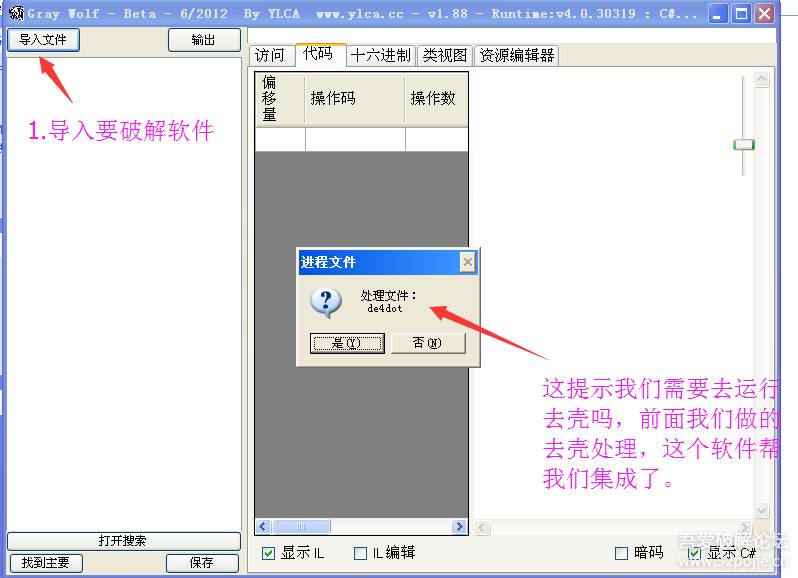 Gray Wolf - Beta - 6/2012 By YLCA www.ylca.cc - v1.88 - Runtime:v4.0.30319 : C#...
导入文件 输出
访问 代码 十六进制 类视图 资源编辑器
偏移量 操作码 操作数
1.导入要破解软件
进程文件
处理文件：
de4dot
是(Y) 否(N)
这提示我们需要去运行
去壳吗，前面我们做的
去壳处理，这个软件帮
我们集成了。
打开搜索
找到主要 保存
显示IL IL编辑 暗码 显示C#
吾爱破解论坛
www.52pojie.cn